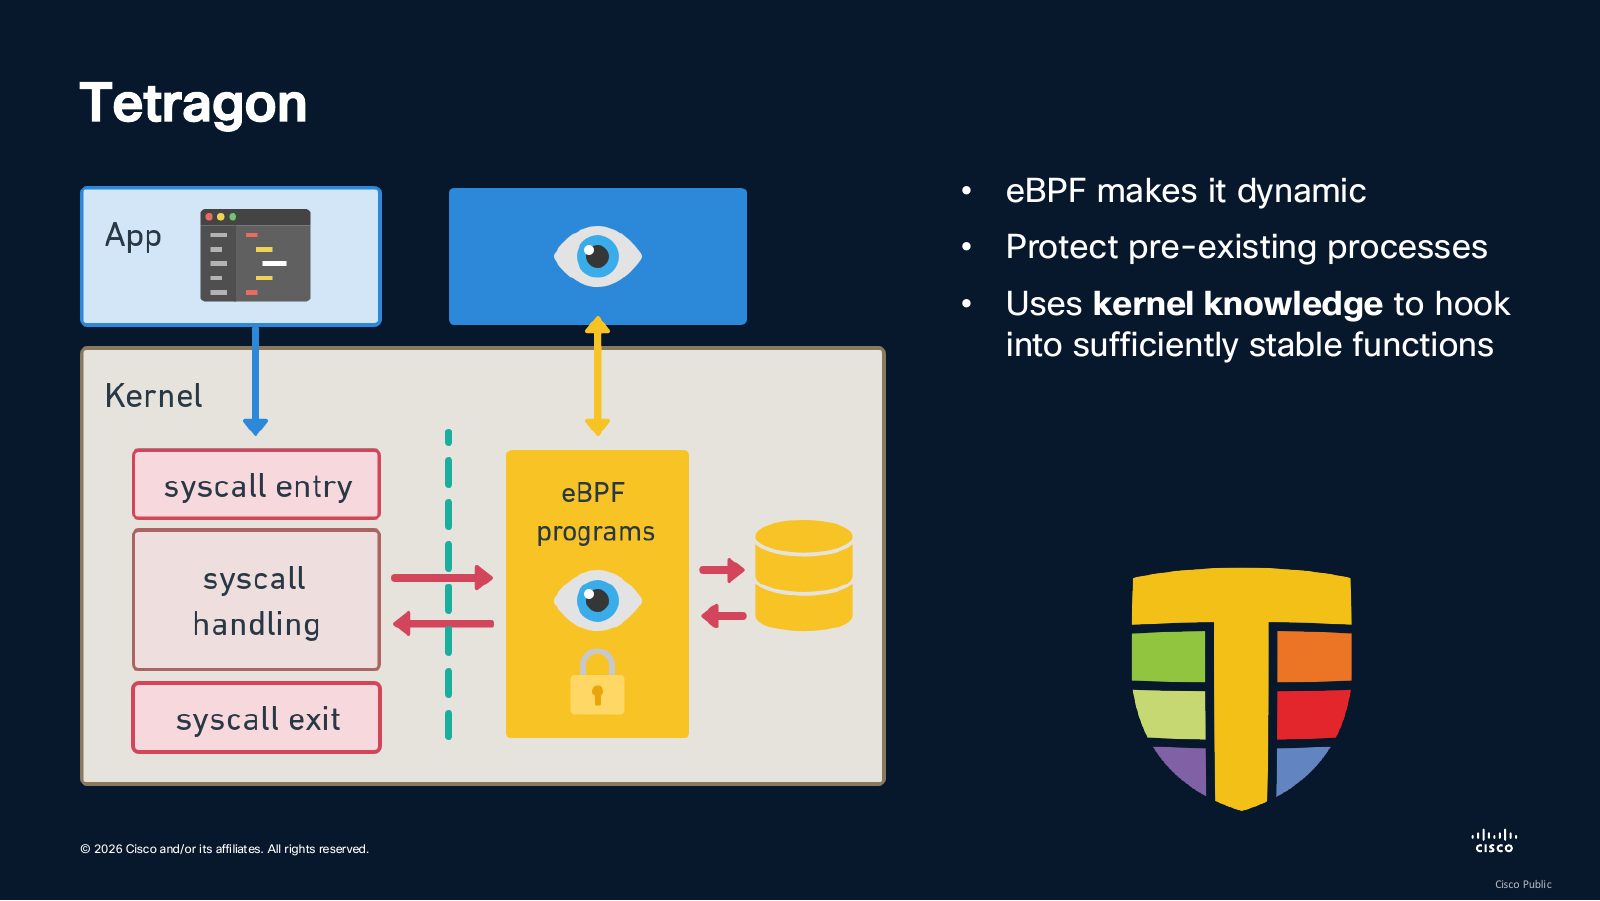 Tetragon
App
Kernel
syscall entry
syscall
handling
syscall exit
eBPF
programs
• eBPF makes it dynamic
• Protect pre-existing processes
• Uses kernel knowledge to hook
into sufficiently stable functions
© 2026 Cisco and/or its affiliates. All rights reserved.
CISCO
Cisco Public